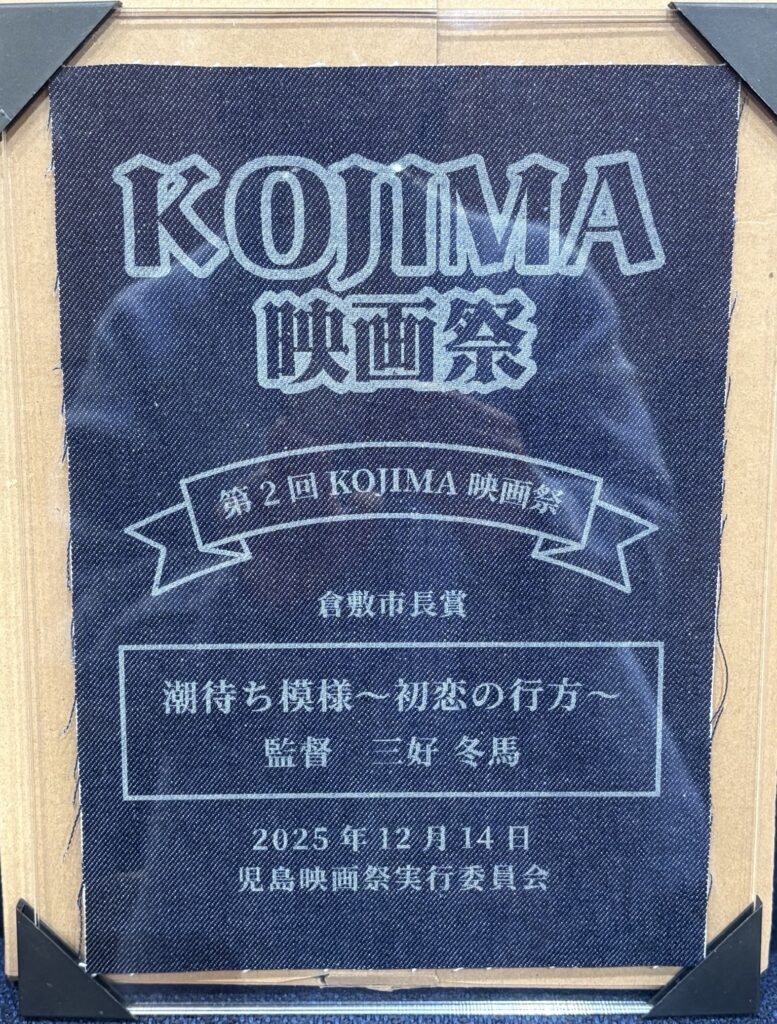 KOJIMA
映画祭
第2回 KOJIMA 映画祭
倉敷市長賞
潮待ち模様～初恋の行方～
監督　三好 冬馬
2025年12月14日
児島映画祭実行委員会